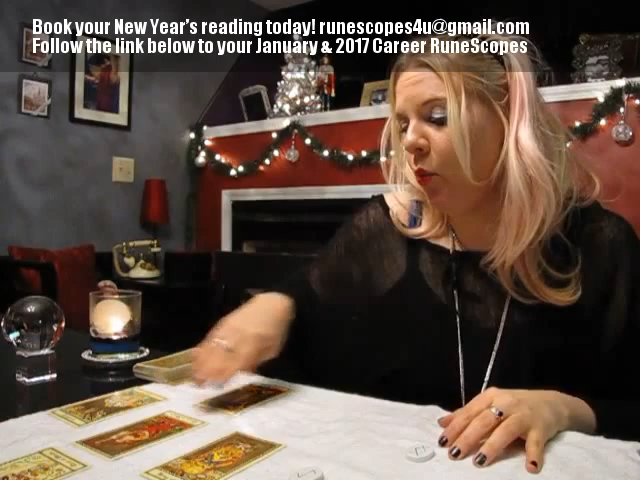 Book your New Year's reading today! runescopes4u@gmail.com
Follow the link below to your January & 2017 Career RuneScopes